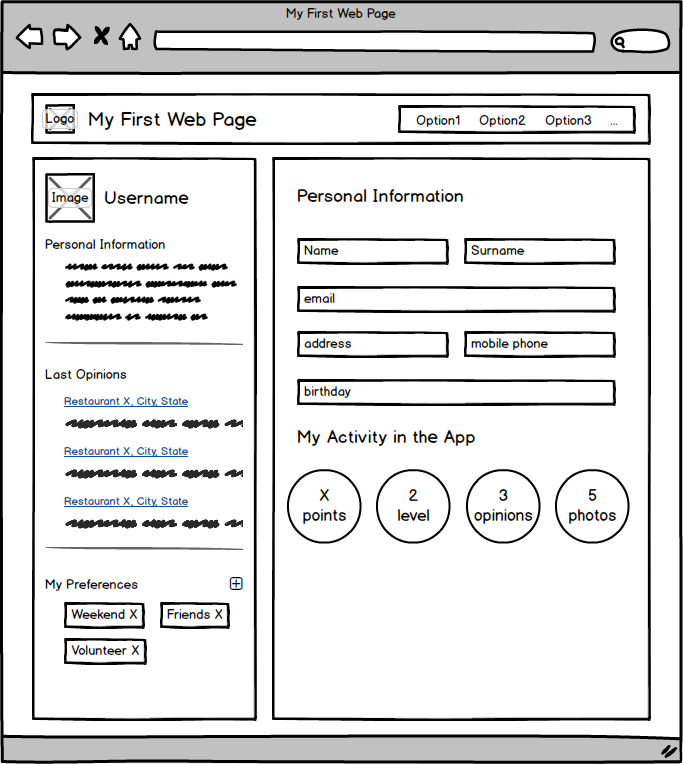 My First Web Page
Logo My First Web Page
Option1 Option2 Option3 ...
Image Username
Personal Information
Last Opinions
Restaurant X, City, State
Restaurant X, City, State
Restaurant X, City, State
My Preferences
Weekend X Friends X
Volunteer X
Personal Information
Name Surname
email
address mobile phone
birthday
My Activity in the App
X points
2 level
3 opinions
5 photos